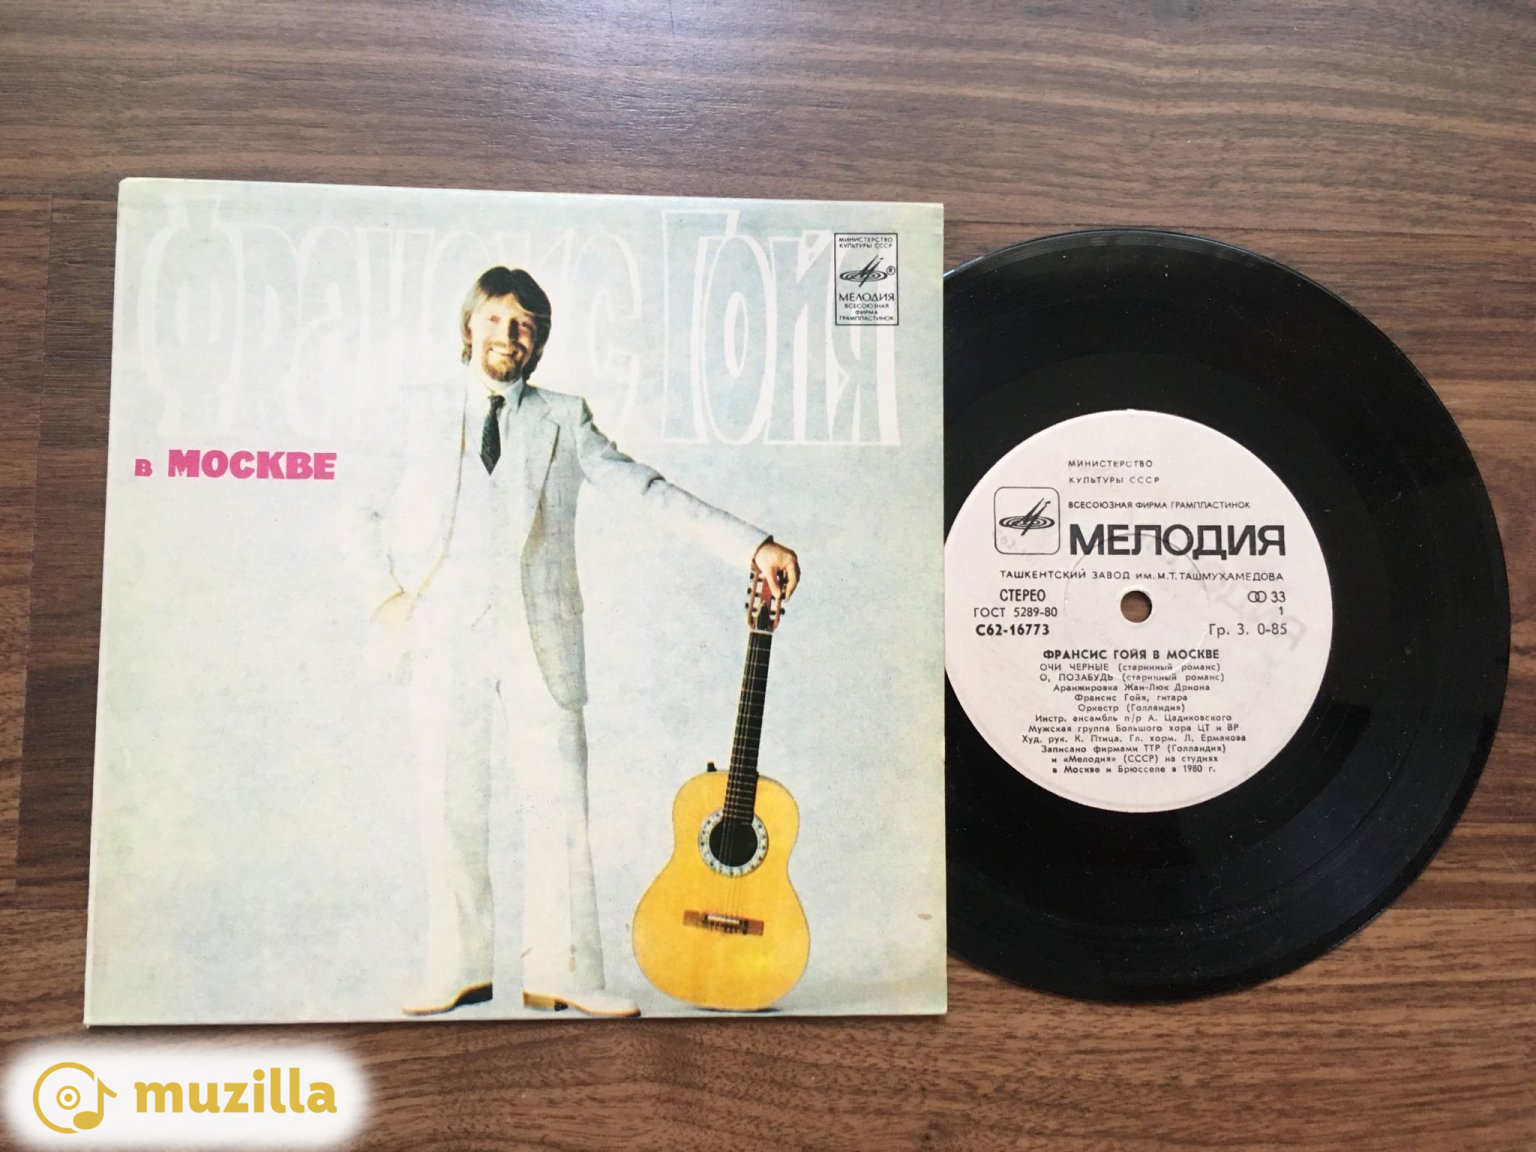 Франсис Гойя
в МОСКВЕ
МИНИСТЕРСТВО
КУЛЬТУРЫ СССР
®
МЕЛОДИЯ
ВСЕСОЮЗНАЯ
ФИРМА
ГРАМПЛАСТИНОК
МИНИСТЕРСТВО
КУЛЬТУРЫ СССР
ВСЕСОЮЗНАЯ ФИРМА ГРАМПЛАСТИНОК
МЕЛОДИЯ
ТАШКЕНТСКИЙ ЗАВОД ИМ. М.Т. ТАШМУХАМЕДОВА
СТЕРЕО 33
ГОСТ 5289-80 1
С62-16773 Гр. 3. 0-85
ФРАНСИС ГОЙЯ В МОСКВЕ
ОЧИ ЧЕРНЫЕ (старинный романс)
О, ПОЗАБУДЬ (старинный романс)
Аранжировка Жан-Люк Дриона
Франсис Гойя, гитара
Оркестр (Голландия)
Инстр. ансамбль п/р А. Цадиковского
Мужская группа Большого хора ЦТ и ВР
Худ. рук. К. Птица, Гл. хорм. Л. Ермакова
Записано фирмами ТТР (Голландия)
и «Мелодия» (СССР) на студиях
в Москве и Брюсселе в 1980 г.
muzilla